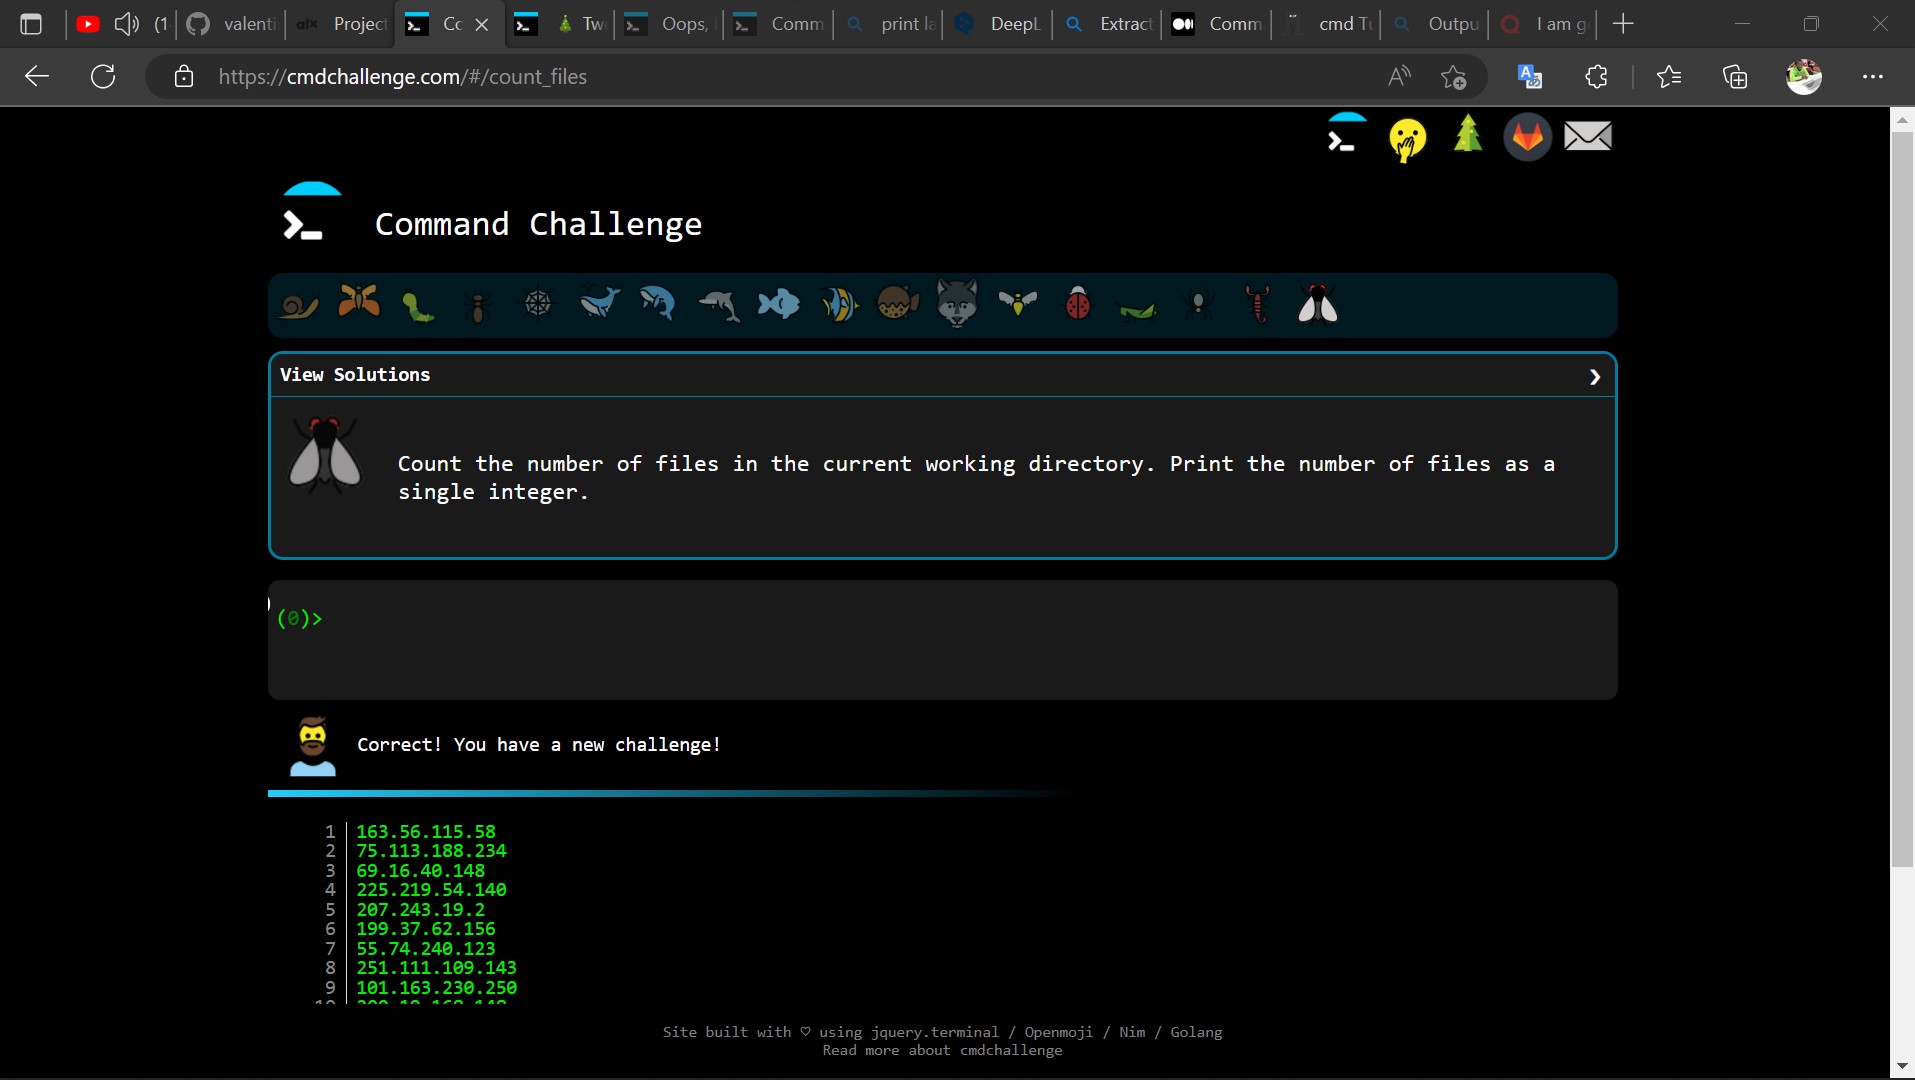 (1
valenti
alx
Project
Co
Tw
Oops,
Comm
print la
DeepL
Extract
Comm
cmd Tu
Outpu
I am g
https://cmdchallenge.com/#/count_files
Command Challenge
View Solutions
Count the number of files in the current working directory. Print the number of files as a
single integer.
(0)>
Correct! You have a new challenge!
1 163.56.115.58
2 75.113.188.234
3 69.16.40.148
4 225.219.54.140
5 207.243.19.2
6 199.37.62.156
7 55.74.240.123
8 251.111.109.143
9 101.163.230.250
Site built with ♡ using jquery.terminal / Openmoji / Nim / Golang
Read more about cmdchallenge